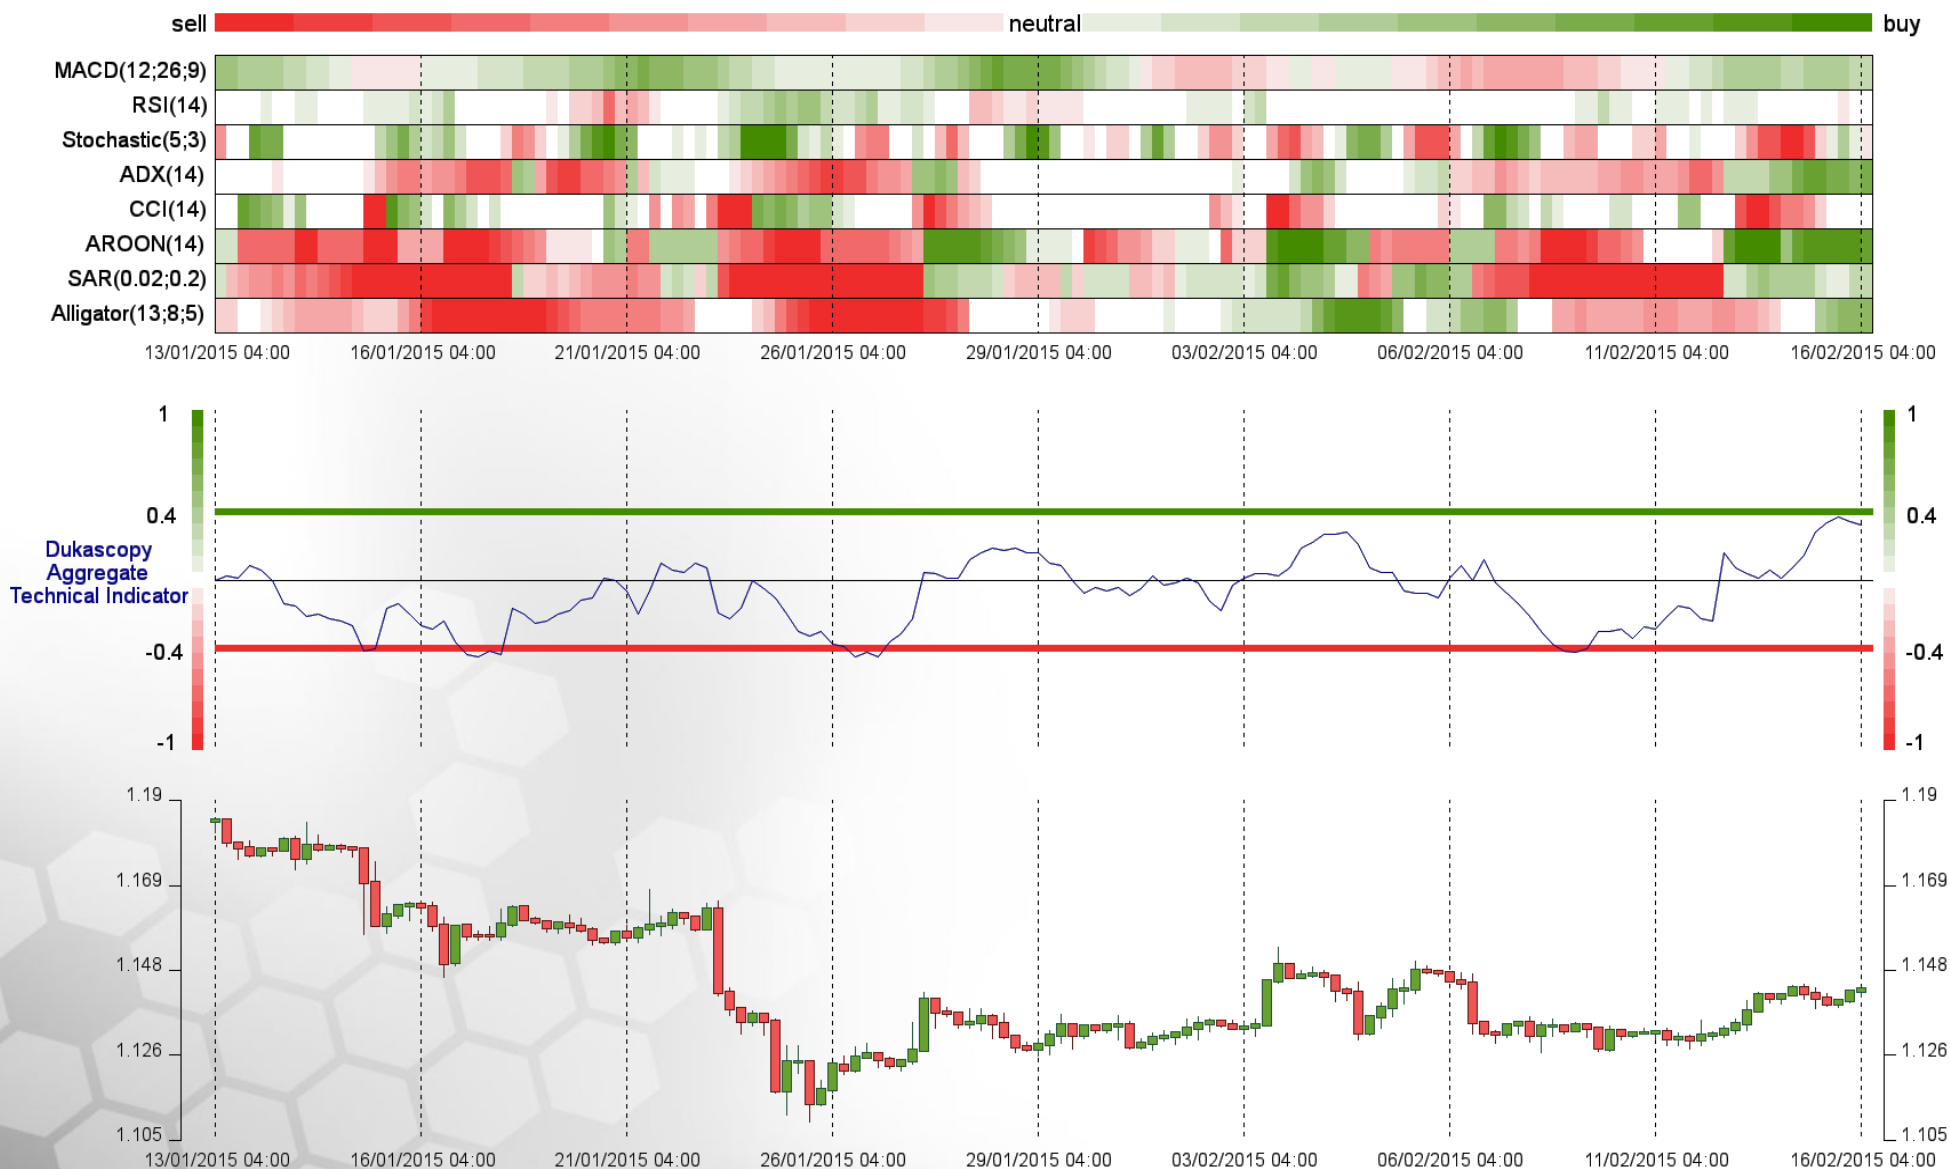 sell neutral buy
MACD(12;26;9)
RSI(14)
Stochastic(5;3)
ADX(14)
CCI(14)
AROON(14)
SAR(0.02;0.2)
Alligator(13;8;5)
13/01/2015 04:00 16/01/2015 04:00 21/01/2015 04:00 26/01/2015 04:00 29/01/2015 04:00 03/02/2015 04:00 06/02/2015 04:00 11/02/2015 04:00 16/02/2015 04:00
1 1
0.4 0.4
Dukascopy
Aggregate
Technical Indicator
-0.4 -0.4
-1 -1
1.19 1.19
1.169 1.169
1.148 1.148
1.126 1.126
1.105 1.105
13/01/2015 04:00 16/01/2015 04:00 21/01/2015 04:00 26/01/2015 04:00 29/01/2015 04:00 03/02/2015 04:00 06/02/2015 04:00 11/02/2015 04:00 16/02/2015 04:00